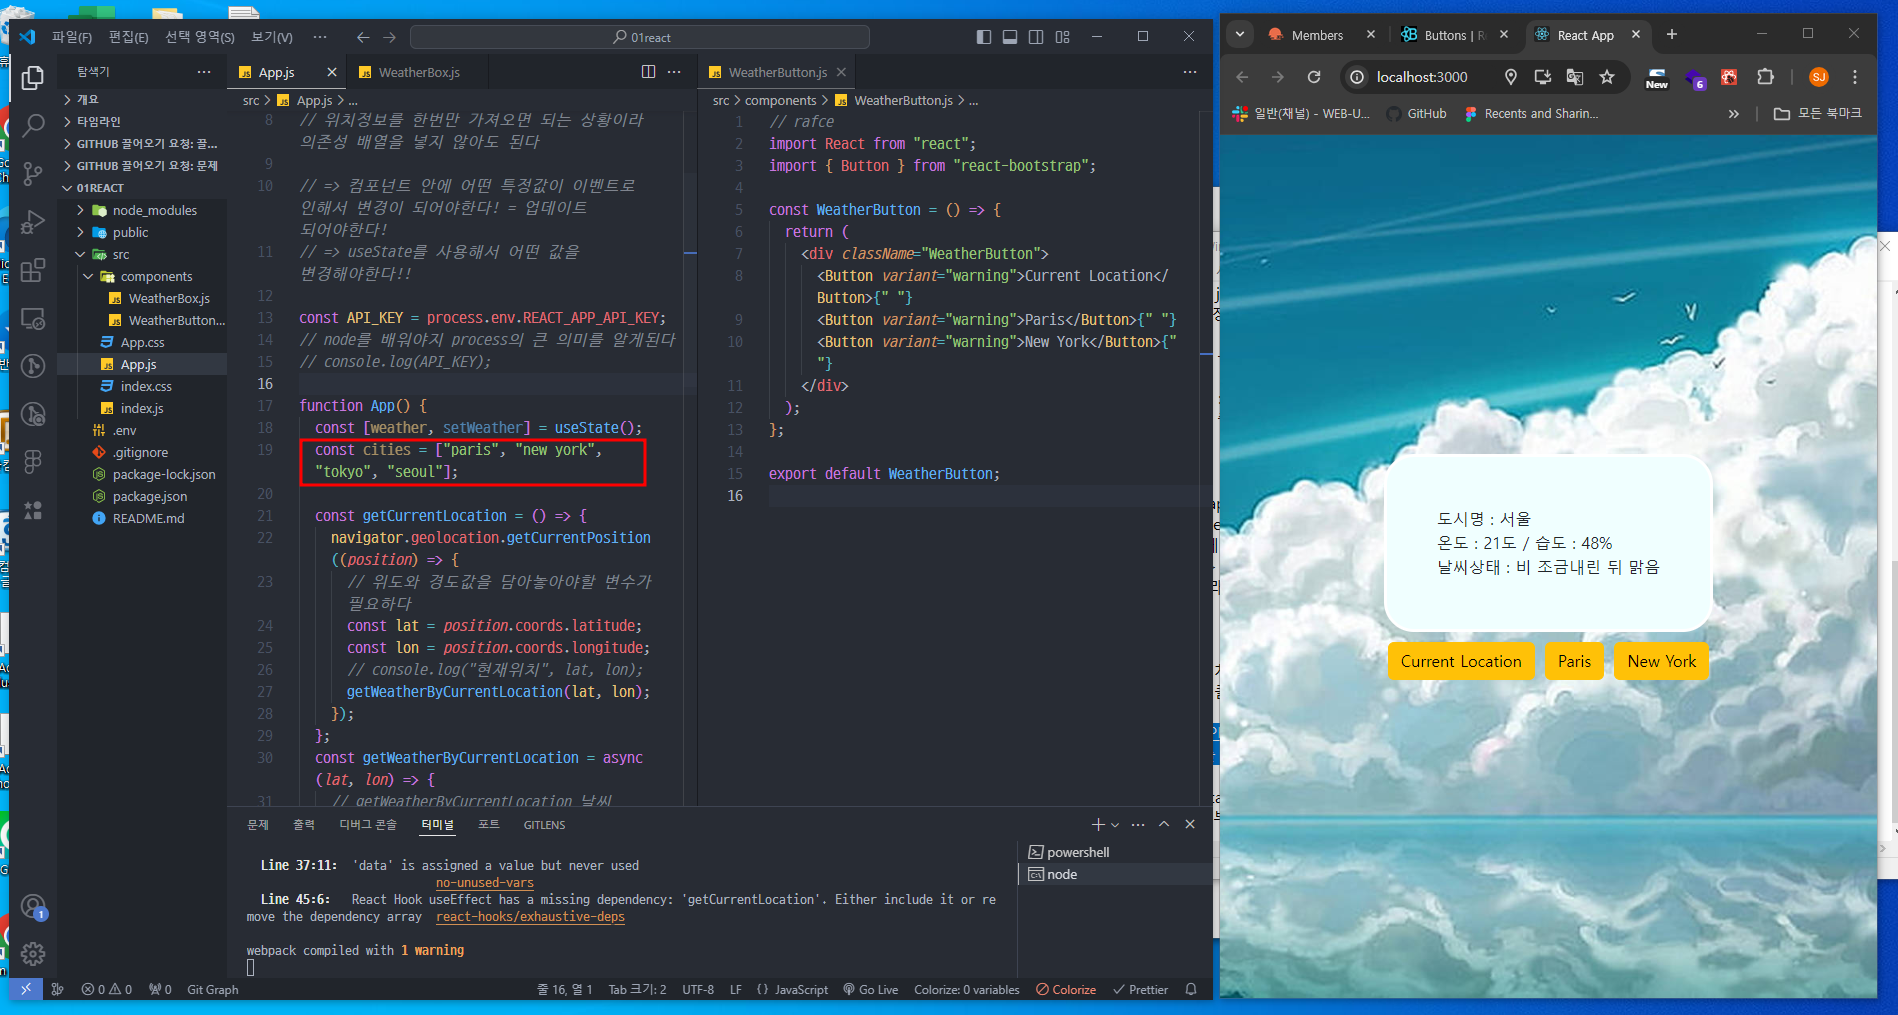 파일(F) 편집(E) 선택 영역(S) 보기(V) ··· 01react
탐색기 ···
개요
타임라인
GITHUB 끌어오기 요청: 끌...
GITHUB 끌어오기 요청: 문제
01REACT
node_modules
public
src
components
WeatherBox.js
WeatherButton...
App.css
App.js
index.css
index.js
.env
.gitignore
package-lock.json
package.json
README.md
App.js WeatherBox.js
src > App.js > ...
8 // 위치정보를 한번만 가져오면 되는 상황이라
의존성 배열을 넣지 않아도 된다
9
10 // => 컴포넌트 안에 어떤 특정값이 이벤트로
인해서 변경이 되어야한다! = 업데이트
되어야한다!
11 // => useState를 사용해서 어떤 값을
변경해야한다!!
12
13 const API_KEY = process.env.REACT_APP_API_KEY;
14 // node를 배워야지 process의 큰 의미를 알게된다
15 // console.log(API_KEY);
16
17 function App() {
18 const [weather, setWeather] = useState();
19 const cities = ["paris", "new york",
"tokyo", "seoul"];
20
21 const getCurrentLocation = () => {
22 navigator.geolocation.getCurrentPosition
((position) => {
23 // 위도와 경도값을 담아놓아야할 변수가
필요하다
24 const lat = position.coords.latitude;
25 const lon = position.coords.longitude;
26 // console.log("현재위치", lat, lon);
27 getWeatherByCurrentLocation(lat, lon);
28 });
29 };
30 const getWeatherByCurrentLocation = async
(lat, lon) => {
31 // getWeatherByCurrentLocation 날씨
WeatherButton.js
src > components > WeatherButton.js > ...
1 // rafce
2 import React from "react";
3 import { Button } from "react-bootstrap";
4
5 const WeatherButton = () => {
6 return (
7 <div className="WeatherButton">
8 <Button variant="warning">Current Location</
Button>{" "}
9 <Button variant="warning">Paris</Button>{" "}
10 <Button variant="warning">New York</Button>{"
"}
11 </div>
12 );
13 };
14
15 export default WeatherButton;
16
문제 출력 디버그 콘솔 터미널 포트 GITLENS
Line 37:11: 'data' is assigned a value but never used
no-unused-vars
Line 45:6: React Hook useEffect has a missing dependency: 'getCurrentLocation'. Either include it or re
move the dependency array react-hooks/exhaustive-deps
webpack compiled with 1 warning
powershell
node
1
0 0 0 Git Graph 줄 16, 열 1 Tab 크기: 2 UTF-8 LF {} JavaScript Go Live Colorize: 0 variables Colorize Prettier
Members Buttons | R React App
localhost:3000 New 6 SJ
일반(채널) - WEB-U... GitHub Recents and Sharin... » 모든 북마크
도시명 : 서울
온도 : 21도 / 습도 : 48%
날씨상태 : 비 조금내린 뒤 맑음
Current Location Paris New York